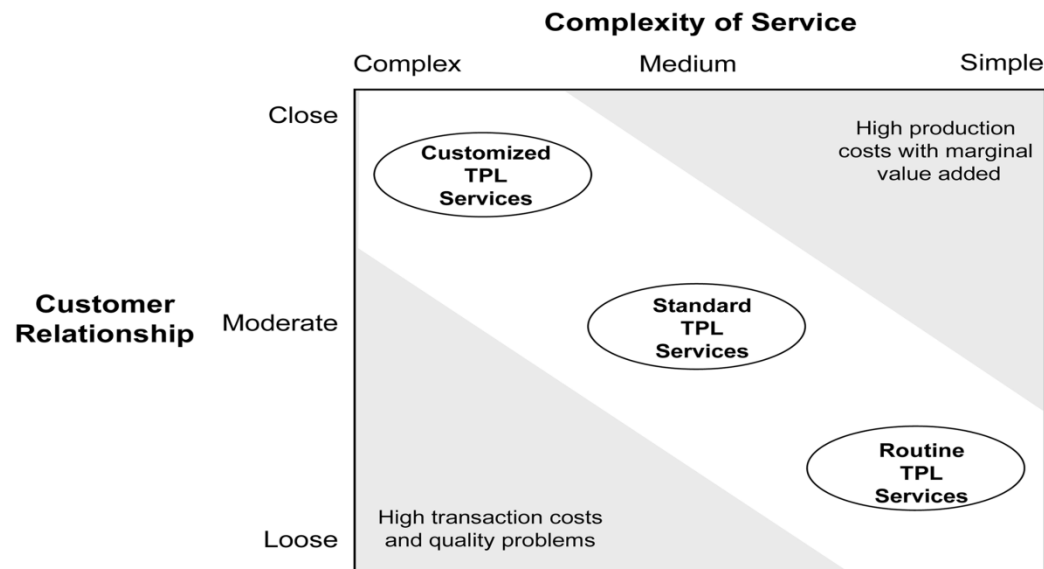 Complexity of Service
Complex
Medium
Simple
Close
High production
costs with marginal
value added
Customized
TPL
Services
Customer
Relationship
Moderate
Standard
TPL
Services
Routine
TPL
Services
High transaction costs
and quality problems
Loose